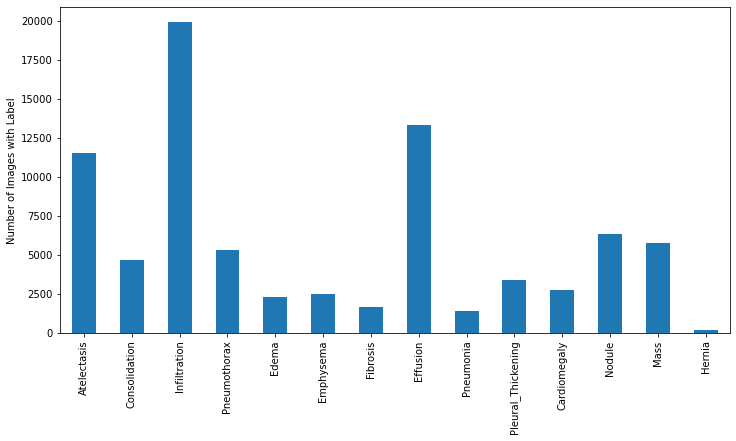 Number of Images with Label
20000
17500
15000
12500
10000
7500
5000
2500
0
Atelectasis
Consolidation
Infiltration
Pneumothorax
Edema
Emphysema
Fibrosis
Effusion
Pneumonia
Pleural_Thickening
Cardiomegaly
Nodule
Mass
Hernia